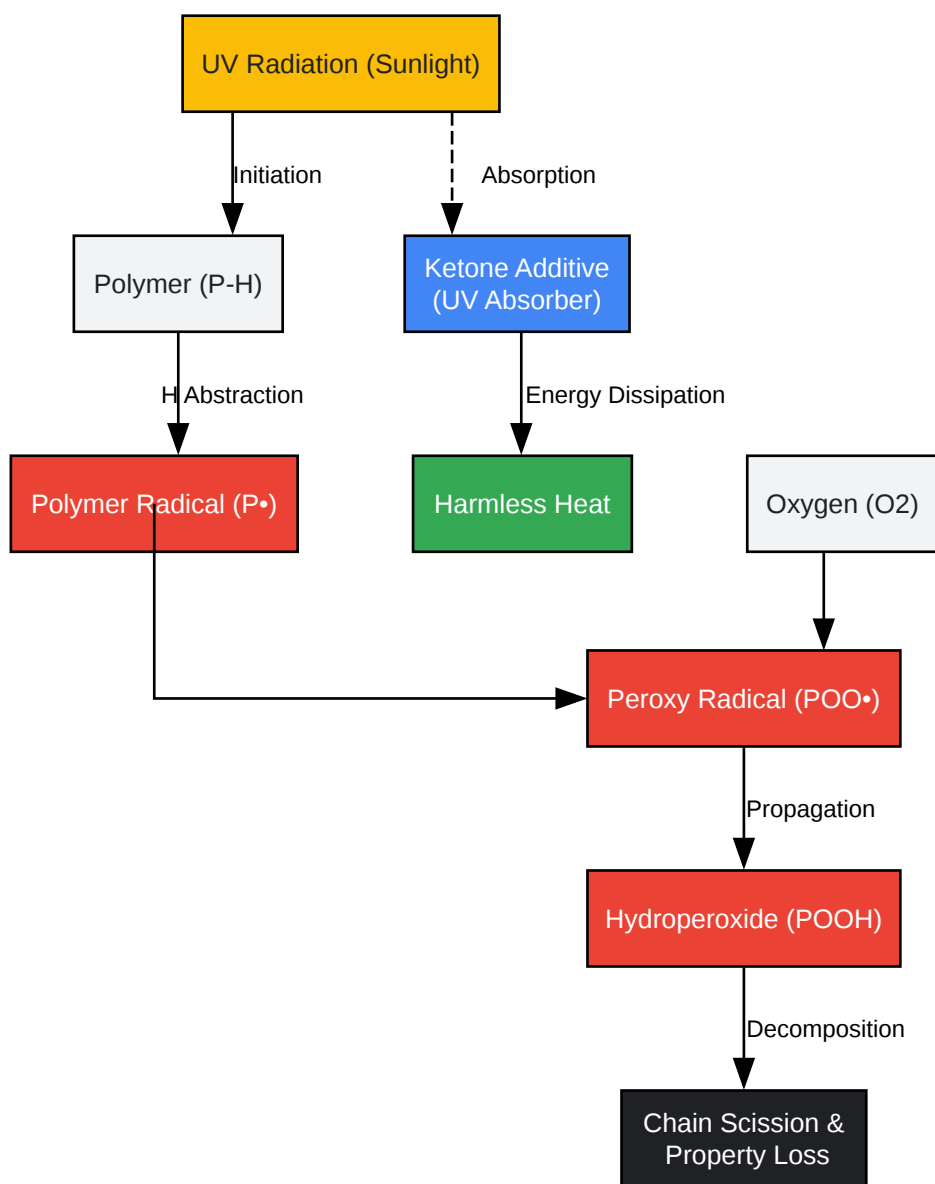 UV Radiation (Sunlight)
Initiation
Absorption
Polymer (P-H)
Ketone Additive
(UV Absorber)
H Abstraction
Energy Dissipation
Polymer Radical (P•)
Harmless Heat
Oxygen (O2)
Peroxy Radical (POO•)
Propagation
Hydroperoxide (POOH)
Decomposition
Chain Scission &
Property Loss